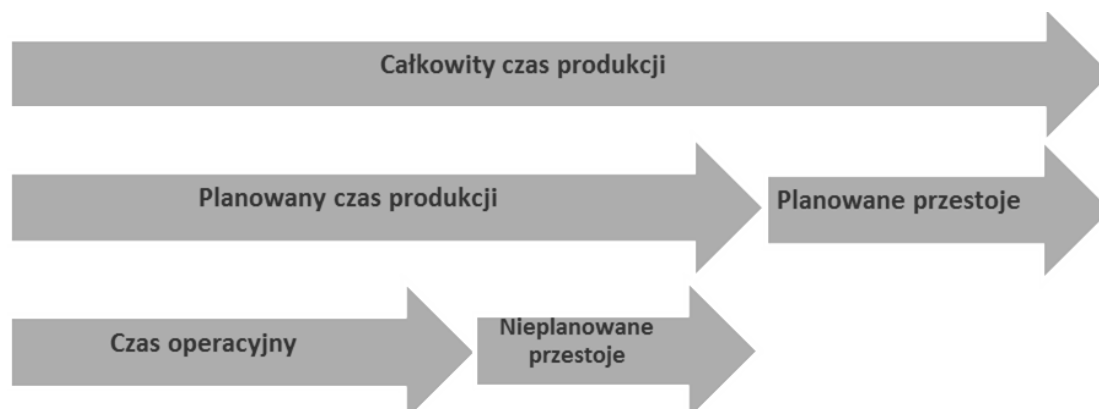 Całkowity czas produkcji
Planowany czas produkcji
Planowane przestoje
Czas operacyjny
Nieplanowane
przestoje